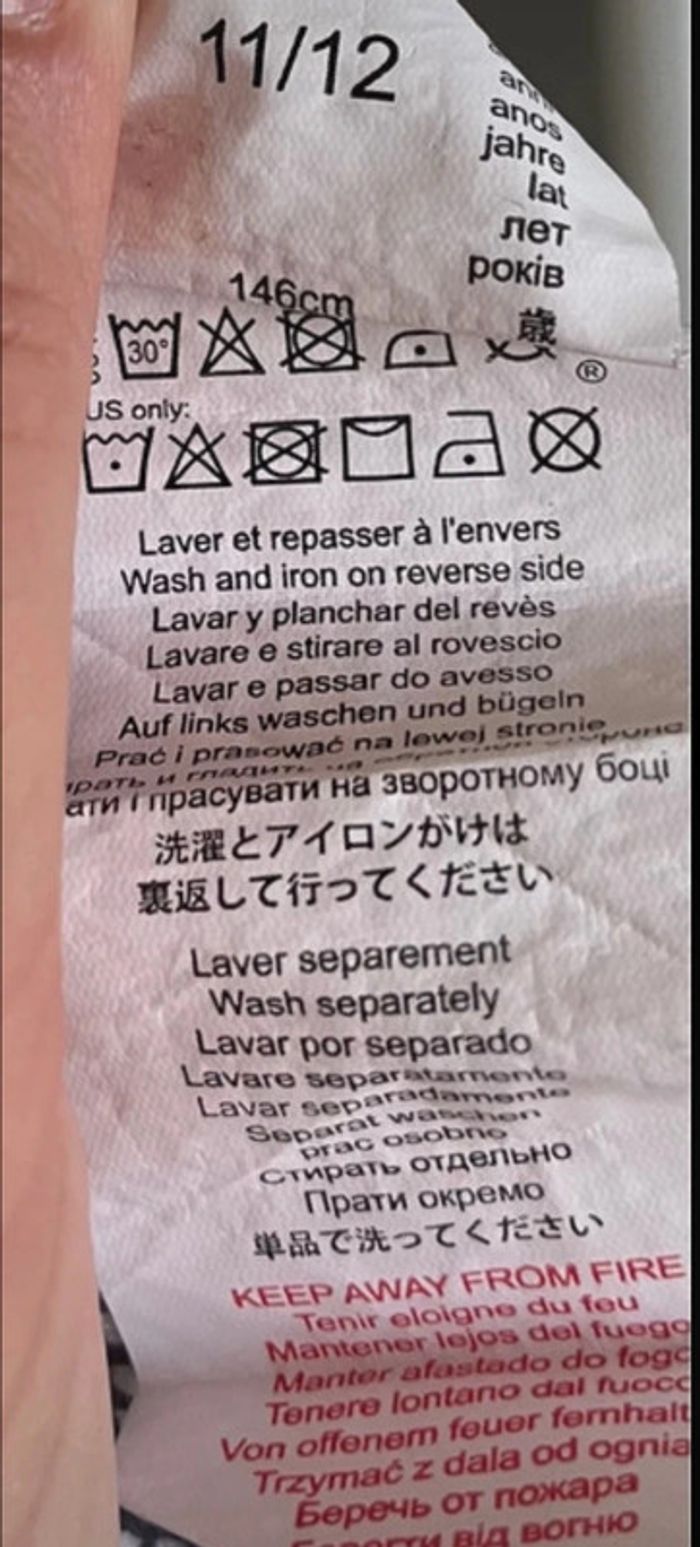 11/12
anos
jahre
lat
лет
років
歳
146cm
30°
®
US only:
Laver et repasser à l'envers
Wash and iron on reverse side
Lavar y planchar del revès
Lavare e stirare al rovescio
Lavar e passar do avesso
Auf links waschen und bügeln
Prać i prasować na lewej stronie
прасувати на зворотному боці
洗濯とアイロンがけは
裏返して行ってください
Laver separement
Wash separately
Lavar por separado
Lavare separatamente
Lavar separadamente
Separat waschen
prac osobno
Стирать отдельно
Прати окремо
単品で洗ってください
KEEP AWAY FROM FIRE
Tenir eloigne du feu
Mantener lejos del fuego
Manter afastado do fogo
Tenere lontano dal fuoco
Von offenem feuer fernhalt
Trzymać z dala od ognia
Беречь от пожара
від вогню